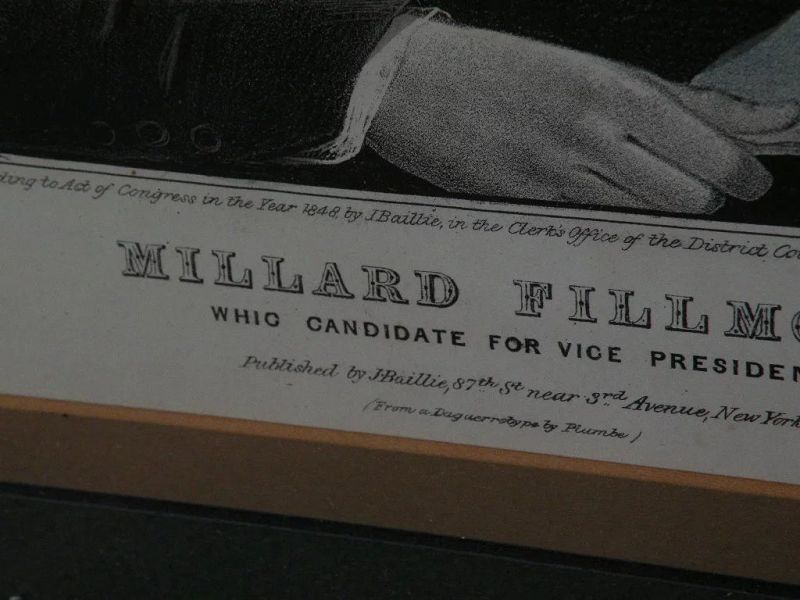 ding to Act of Congress in the Year 1848, by J.Baillie, in the Clerk's Office of the District Cou
MILLARD FILLMO
WHIG CANDIDATE FOR VICE PRESIDEN
Published by J.Baillie, 87th St near 3rd Avenue, New York
(From a Daguerrotype by Plumbe)